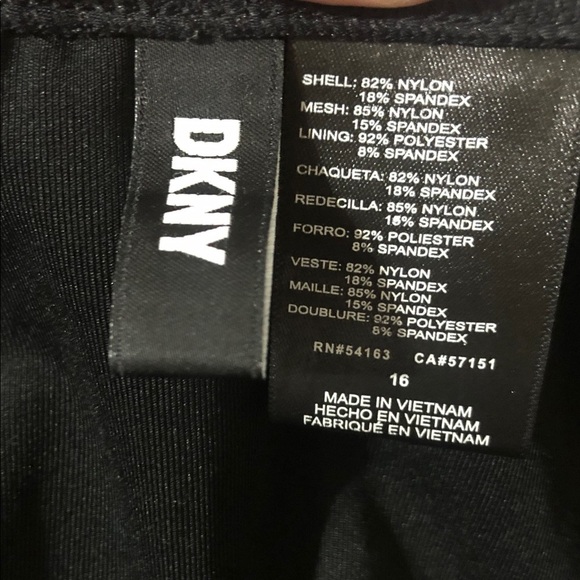 DKNY
SHELL: 82% NYLON
18% SPANDEX
MESH: 85% NYLON
15% SPANDEX
LINING: 92% POLYESTER
8% SPANDEX
CHAQUETA: 82% NYLON
18% SPANDEX
REDECILLA: 85% NYLON
15% SPANDEX
FORRO: 92% POLIESTER
8% SPANDEX
VESTE: 82% NYLON
18% SPANDEX
MAILLE: 85% NYLON
15% SPANDEX
DOUBLURE: 92% POLYESTER
8% SPANDEX
RN#54163 CA#57151
16
MADE IN VIETNAM
HECHO EN VIETNAM
FABRIQUÉ EN VIETNAM